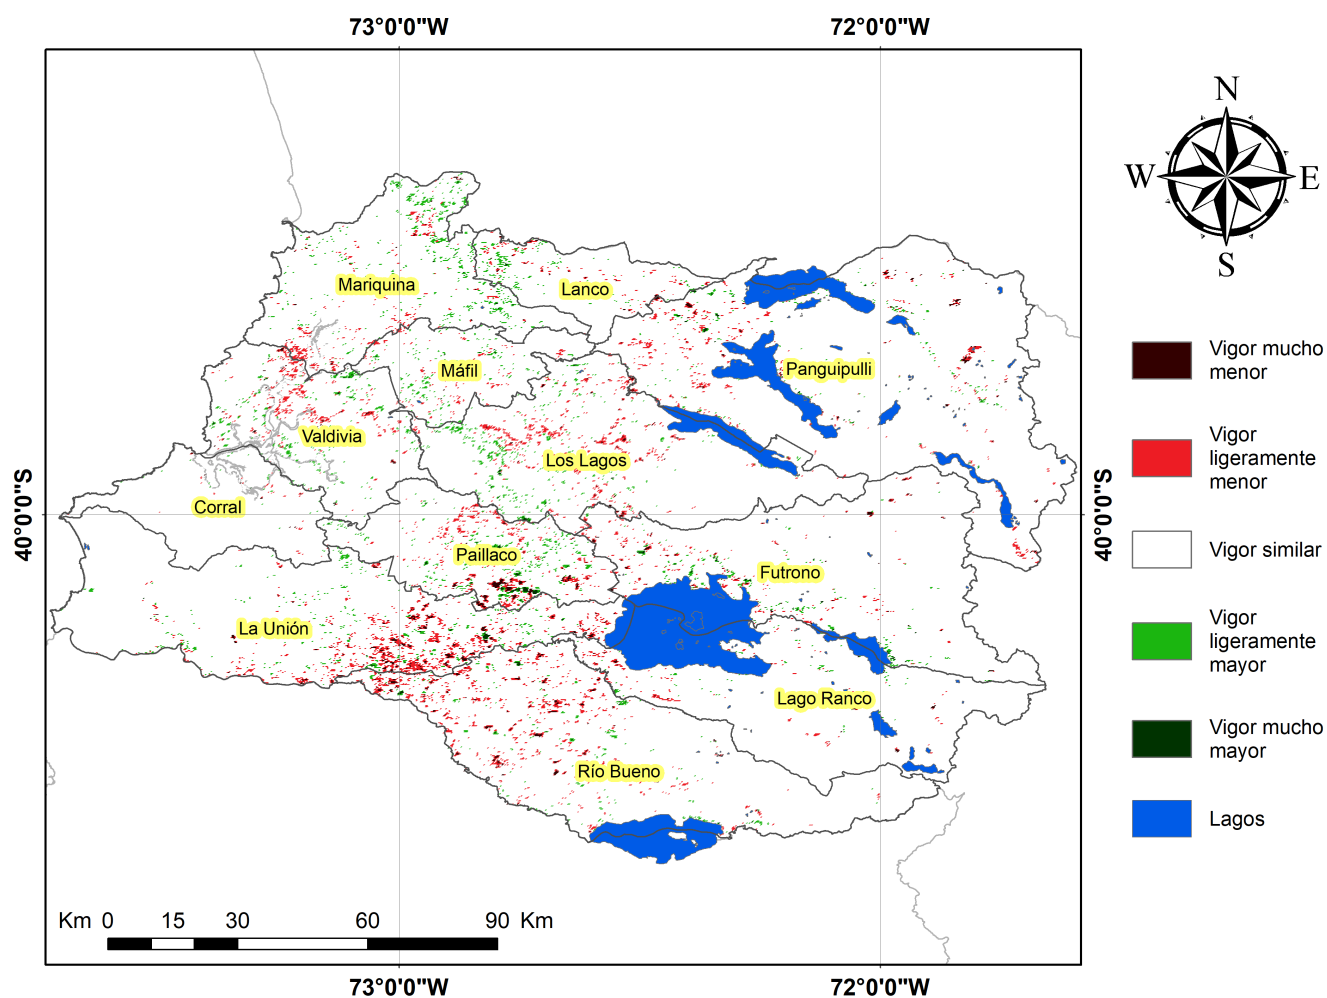 73°0'0"W 72°0'0"W
N
W E
S
Mariquina
Lanco
Vigor mucho
menor
Máfil
Panguipulli
Valdivia
Vigor
ligeramente
menor
Los Lagos
40°0'0"S
40°0'0"S
Corral
Vigor similar
Paillaco
Futrono
La Unión
Vigor
ligeramente
mayor
Lago Ranco
Vigor mucho
mayor
Río Bueno
Lagos
Km 0 15 30 60 90 Km
73°0'0"W 72°0'0"W